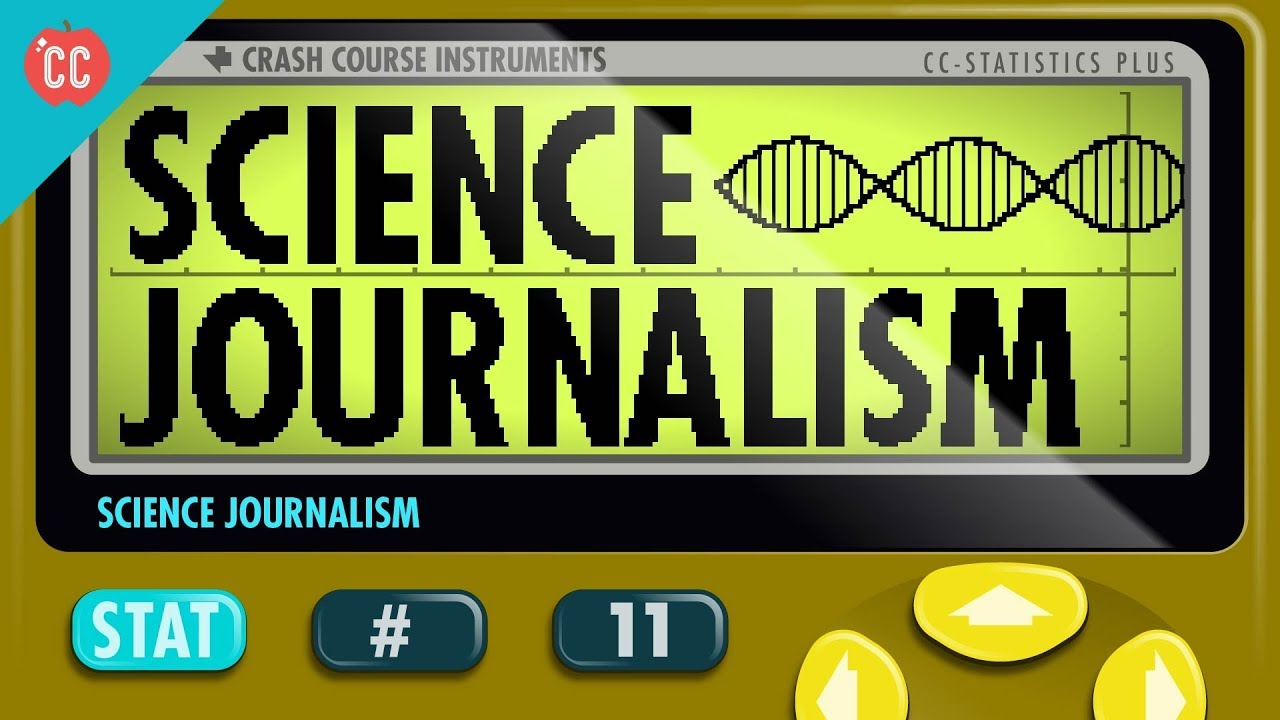 CC
CRASH COURSE INSTRUMENTS
CC-STATISTICS PLUS
SCIENCE
JOURNALISM
SCIENCE JOURNALISM
STAT
#
11